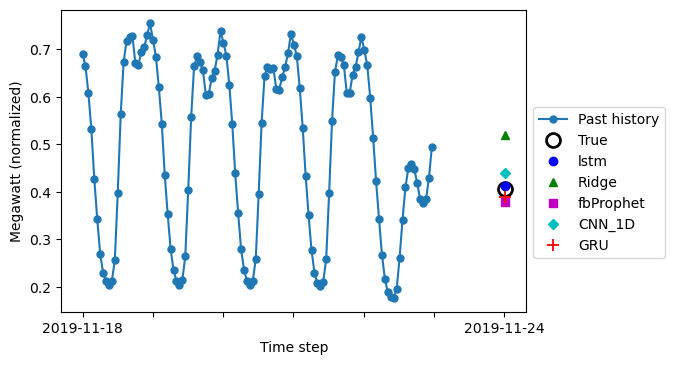 Megawatt (normalized)
0.7
0.6
0.5
0.4
0.3
0.2
2019-11-18
2019-11-24
Time step
Past history
True
lstm
Ridge
fbProphet
CNN_1D
GRU